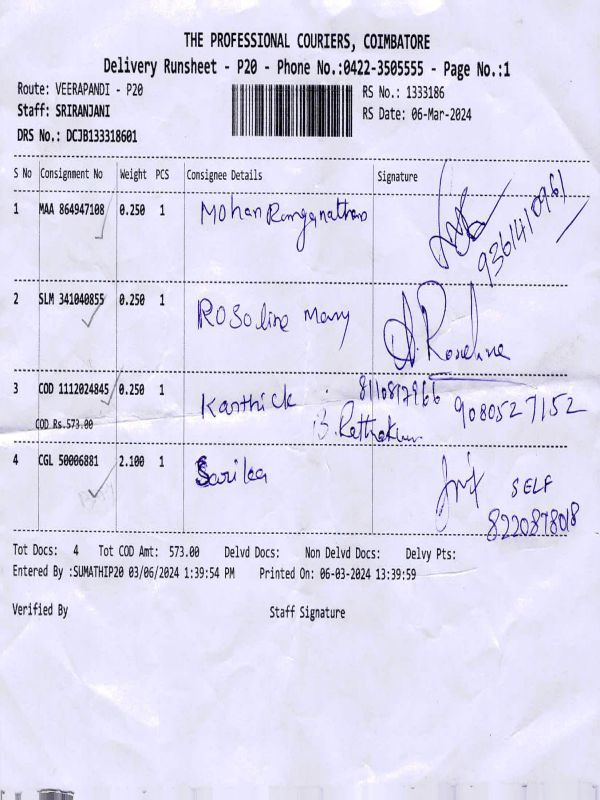 THE PROFESSIONAL COURIERS, COIMBATORE
Delivery Runsheet - P20 - Phone No.:0422-3505555 - Page No.:1
Route: VEERAPANDI - P20 RS No.: 1333186
Staff: SRIRANJANI RS Date: 06-Mar-2024
DRS No.: DCJB133318601
S No Consignment No Weight PCS Consignee Details Signature
1 MAA 864947108 0.250 1 Mohan Ranganathan
2 SLM 341040855 0.250 1 Rosoline Mary A. Roseline
3 COD 1112024845 0.250 1 Karthick 9080527152
COD Rs.573.00
4 CGL 50006881 2.100 1 Sarika SELF
8220878018
Tot Docs: 4 Tot COD Amt: 573.00 Delvd Docs: Non Delvd Docs: Delvy Pts:
Entered By :SUMATHIP20 03/06/2024 1:39:54 PM Printed On: 06-03-2024 13:39:59
Verified By Staff Signature